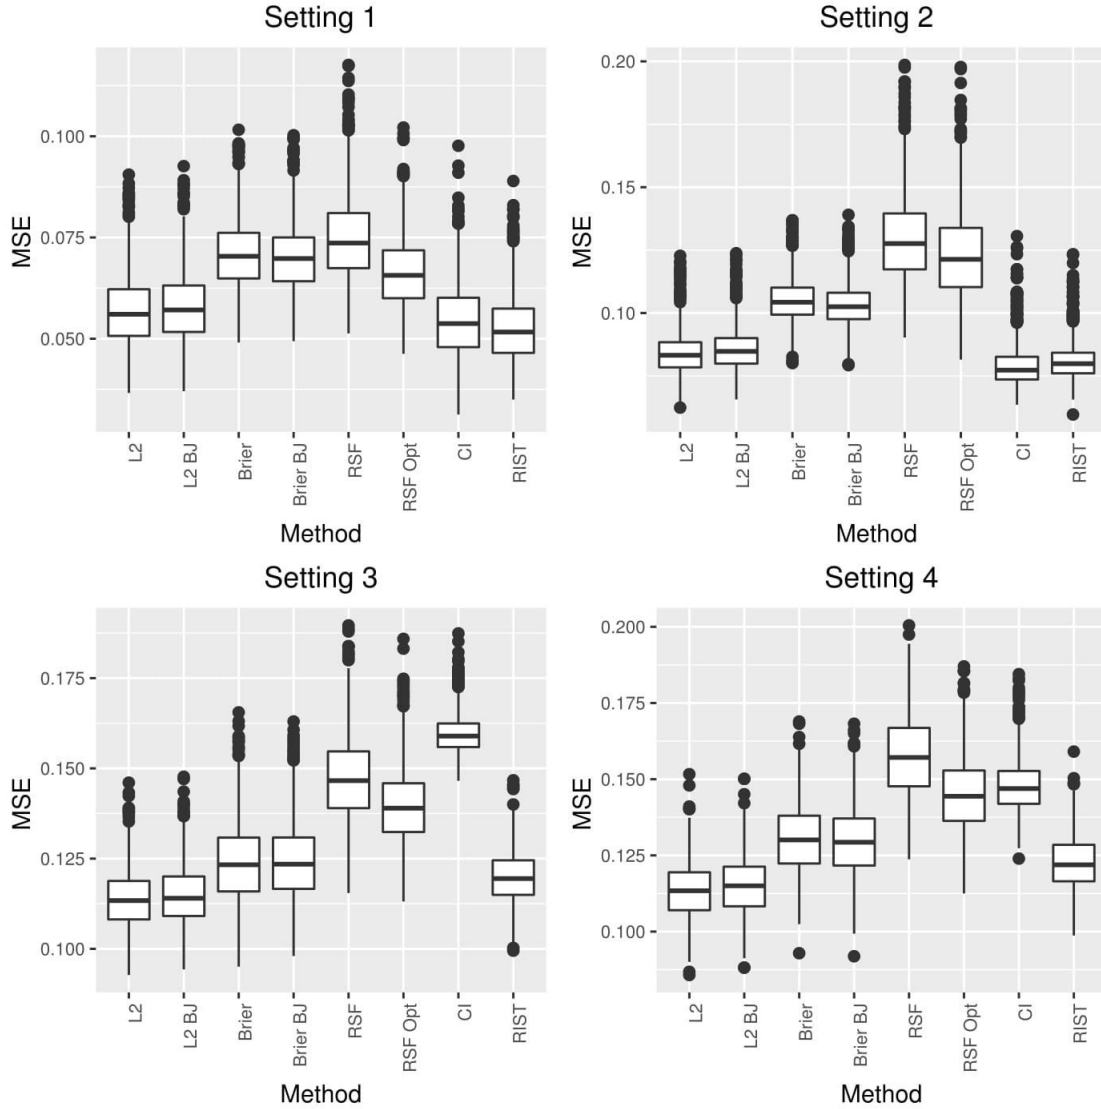 Setting 1
MSE
0.100
0.075
0.050
L2
L2 BJ
Brier
Brier BJ
RSF
RSF Opt
CI
RIST
Method
Setting 2
MSE
0.20
0.15
0.10
L2
L2 BJ
Brier
Brier BJ
RSF
RSF Opt
CI
RIST
Method
Setting 3
MSE
0.175
0.150
0.125
0.100
L2
L2 BJ
Brier
Brier BJ
RSF
RSF Opt
CI
RIST
Method
Setting 4
MSE
0.200
0.175
0.150
0.125
0.100
L2
L2 BJ
Brier
Brier BJ
RSF
RSF Opt
CI
RIST
Method